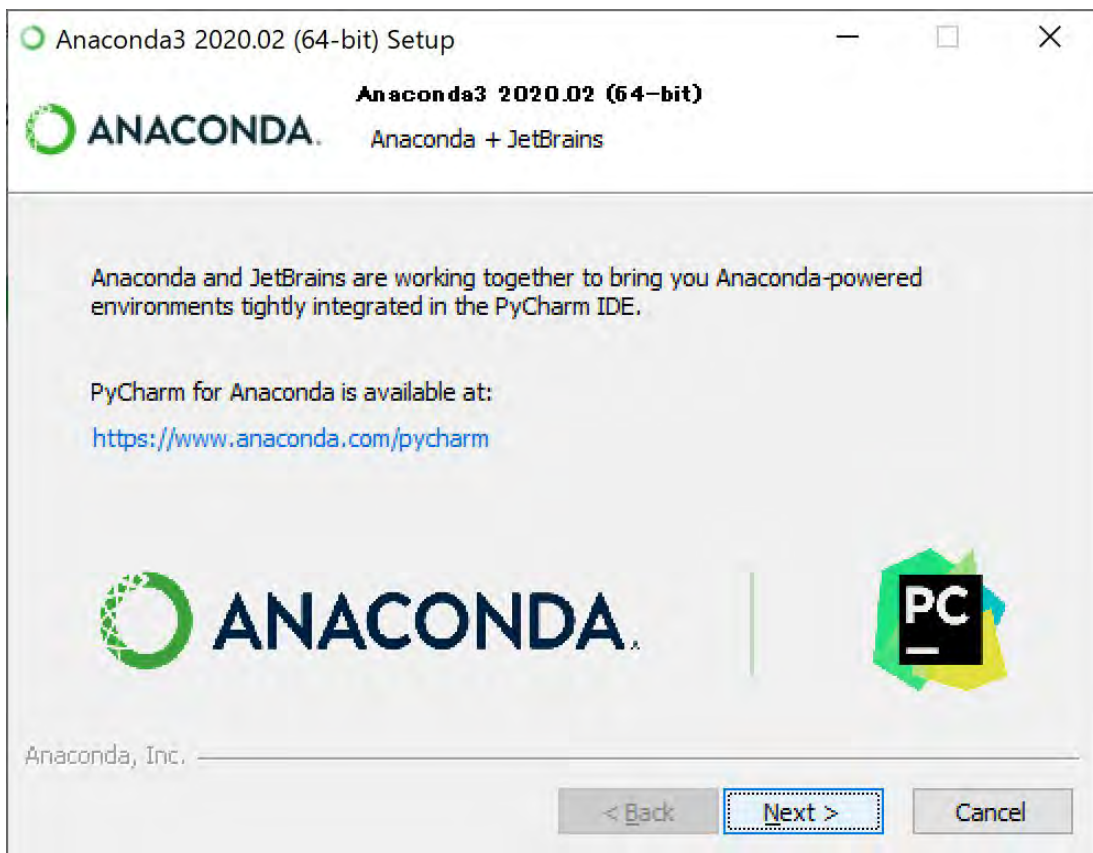 Anaconda3 2020.02 (64-bit) Setup
Anaconda3 2020.02 (64-bit)
ANACONDA.
Anaconda + JetBrains
Anaconda and JetBrains are working together to bring you Anaconda-powered
environments tightly integrated in the PyCharm IDE.
PyCharm for Anaconda is available at:
https://www.anaconda.com/pycharm
ANACONDA.
PC
Anaconda, Inc.
< Back
Next >
Cancel